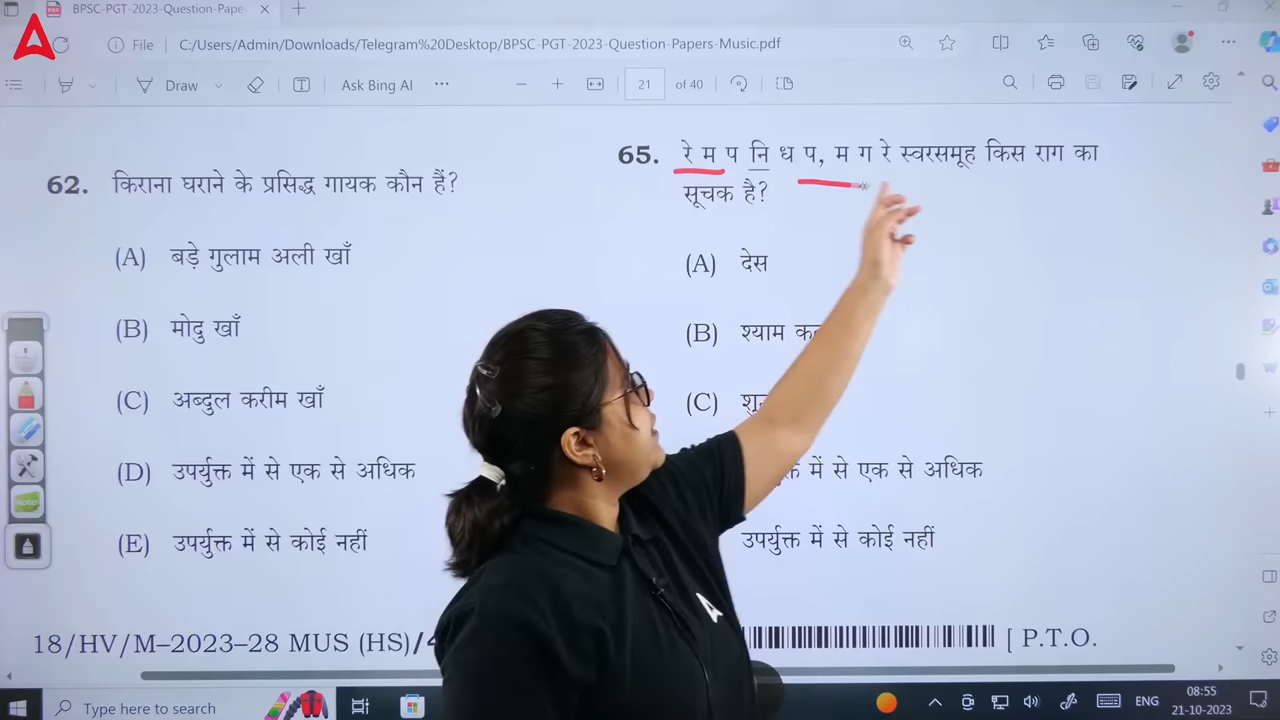 BPSC-PGT-2023-Question-Pape
File
C:/Users/Admin/Downloads/Telegram%20Desktop/BPSC-PGT-2023-Question-Papers-Music.pdf
Draw
Ask Bing AI
21
of 40
62. किराना घराने के प्रसिद्ध गायक कौन हैं?
(A) बड़े गुलाम अली खाँ
(B) मोदु खाँ
(C) अब्दुल करीम खाँ
(D) उपर्युक्त में से एक से अधिक
(E) उपर्युक्त में से कोई नहीं
65. रे म प नि ध प, म ग रे स्वरसमूह किस राग का
सूचक है?
(A) देस
(B) श्याम
(C)
में से एक से अधिक
उपर्युक्त में से कोई नहीं
18/HV/M–2023–28 MUS (HS)/
[ P.T.O.
Note
Type here to search
ENG
08:55
21-10-2023